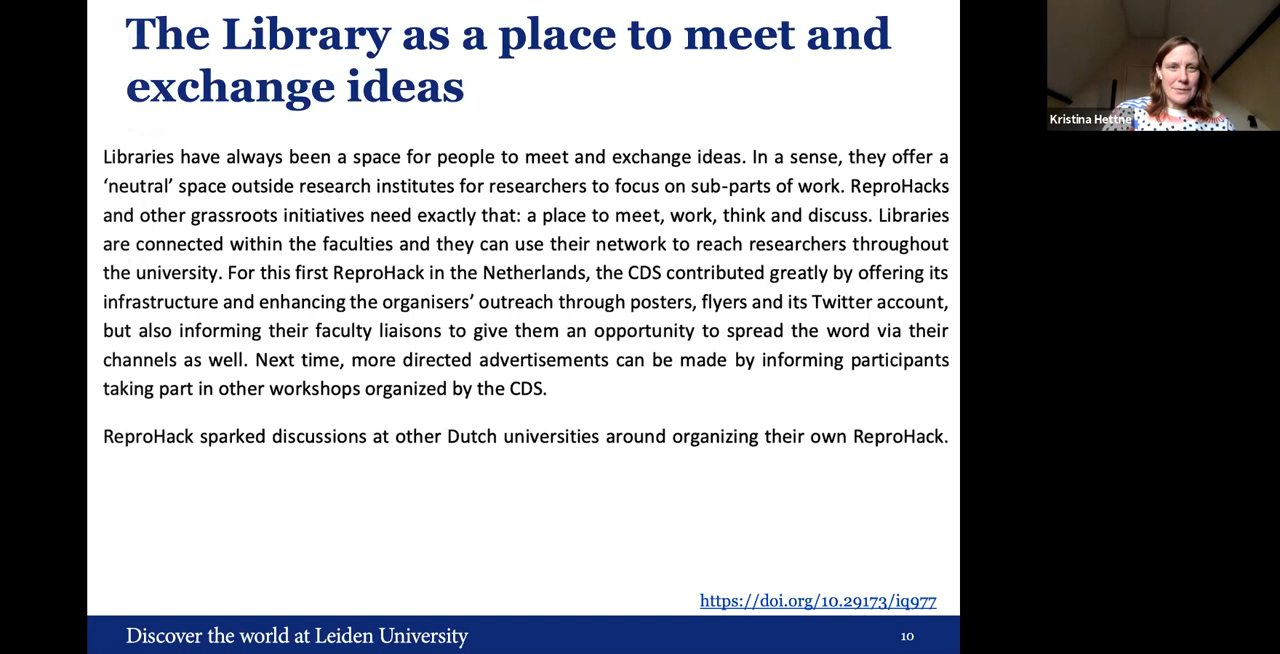 The Library as a place to meet and
exchange ideas
Kristina Hettne
Libraries have always been a space for people to meet and exchange ideas. In a sense, they offer a
‘neutral’ space outside research institutes for researchers to focus on sub-parts of work. ReproHacks
and other grassroots initiatives need exactly that: a place to meet, work, think and discuss. Libraries
are connected within the faculties and they can use their network to reach researchers throughout
the university. For this first ReproHack in the Netherlands, the CDS contributed greatly by offering its
infrastructure and enhancing the organisers’ outreach through posters, flyers and its Twitter account,
but also informing their faculty liaisons to give them an opportunity to spread the word via their
channels as well. Next time, more directed advertisements can be made by informing participants
taking part in other workshops organized by the CDS.
ReproHack sparked discussions at other Dutch universities around organizing their own ReproHack.
https://doi.org/10.29173/iq977
Discover the world at Leiden University
10